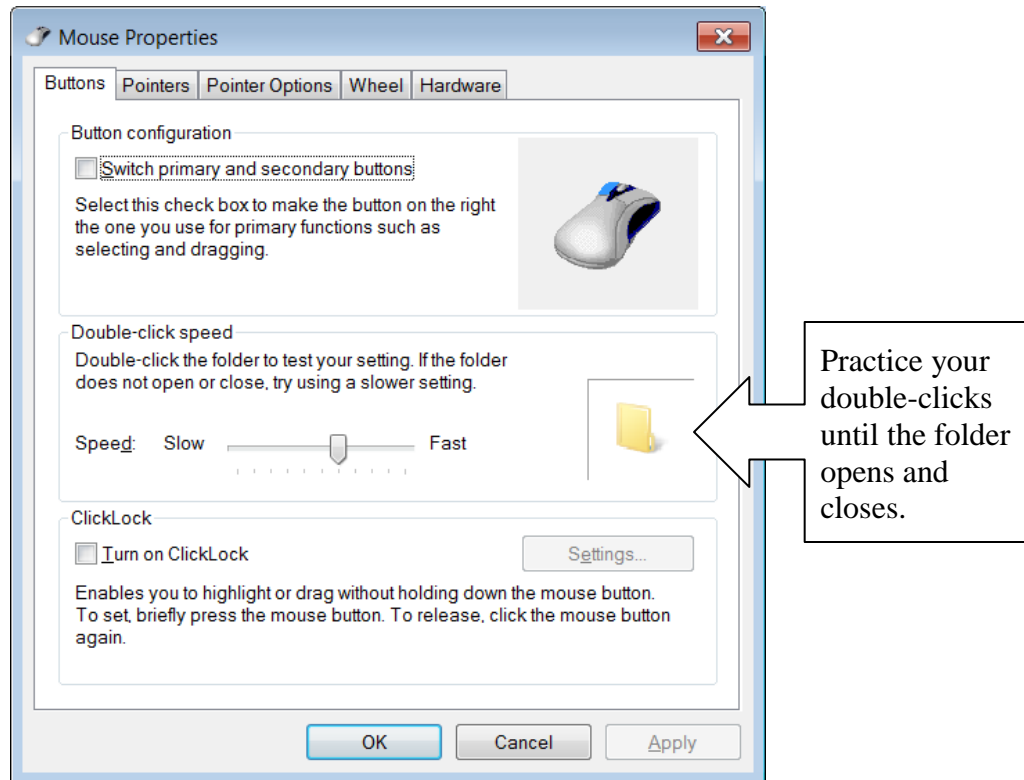 Mouse Properties
Buttons Pointers Pointer Options Wheel Hardware
Button configuration
Switch primary and secondary buttons
Select this check box to make the button on the right
the one you use for primary functions such as
selecting and dragging.
Double-click speed
Double-click the folder to test your setting. If the folder
does not open or close, try using a slower setting.
Speed: Slow Fast
Practice your
double-clicks
until the folder
opens and
closes.
ClickLock
Turn on ClickLock Settings...
Enables you to highlight or drag without holding down the mouse button.
To set, briefly press the mouse button. To release, click the mouse button
again.
OK Cancel Apply